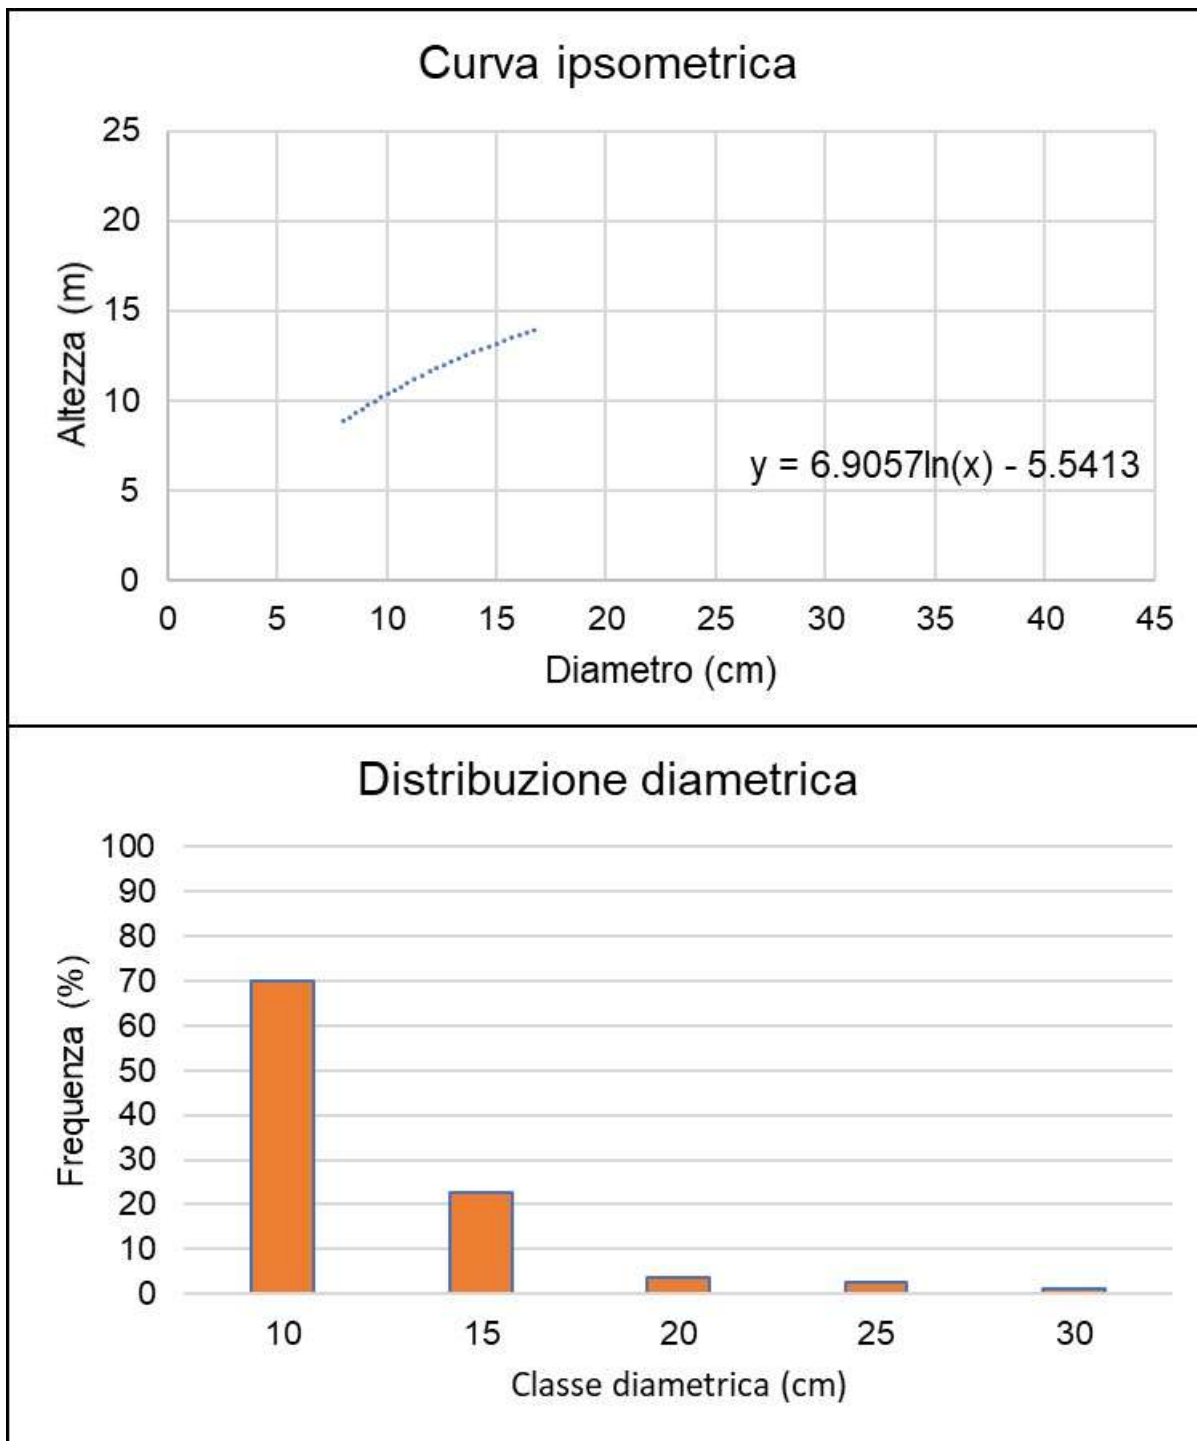 Curva ipsometrica
25
20
15
10
5
0
Altezza (m)
y = 6.9057ln(x) - 5.5413
0 5 10 15 20 25 30 35 40 45
Diametro (cm)
Distribuzione diametrica
100
90
80
70
60
50
40
30
20
10
0
Frequenza (%)
10 15 20 25 30
Classe diametrica (cm)